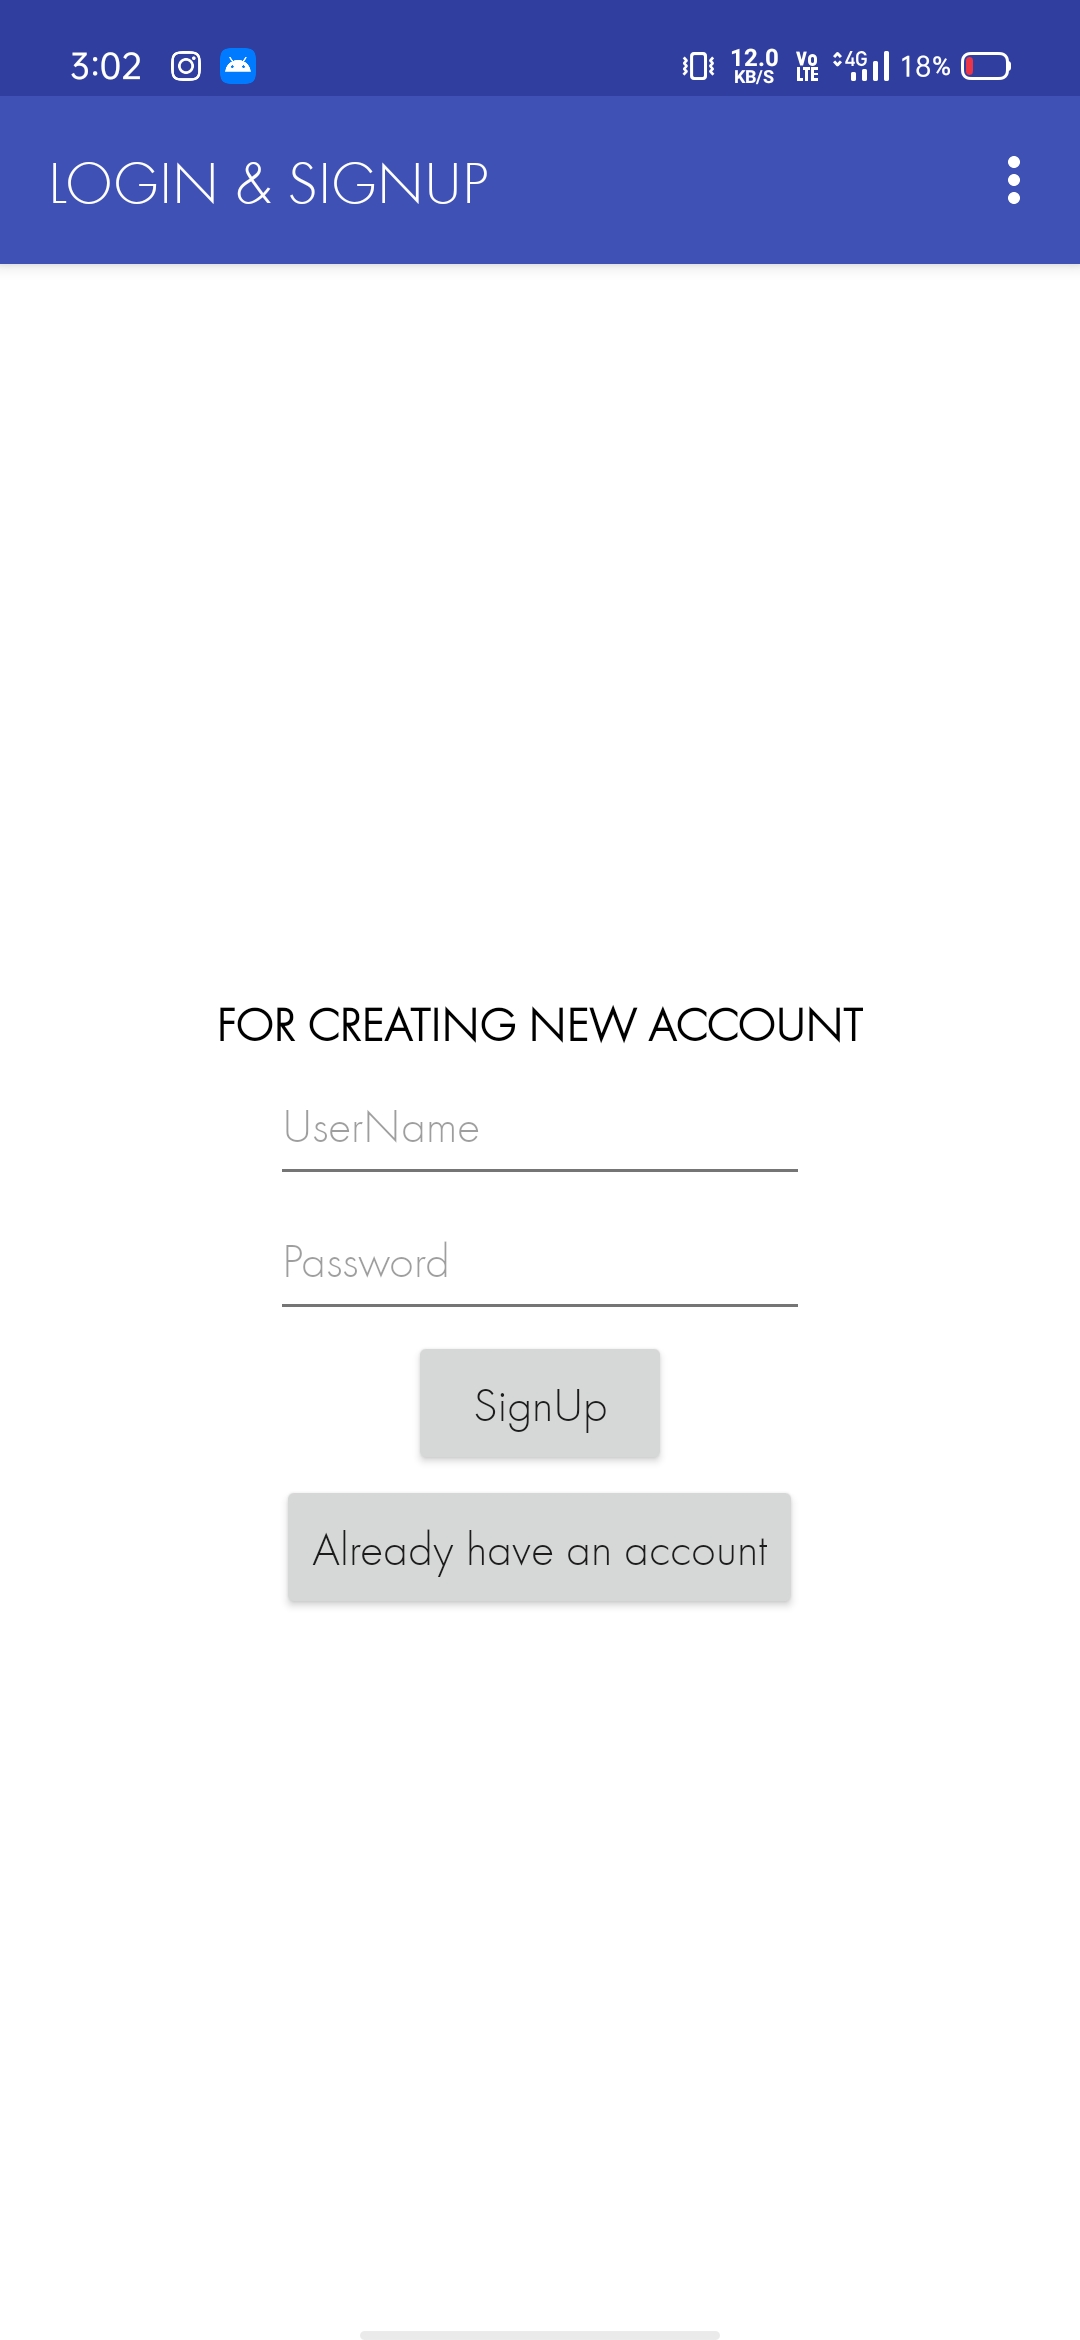 3:02 12.0 KB/S Vo LTE 4G 18%
LOGIN & SIGNUP
FOR CREATING NEW ACCOUNT
UserName
Password
SignUp
Already have an account